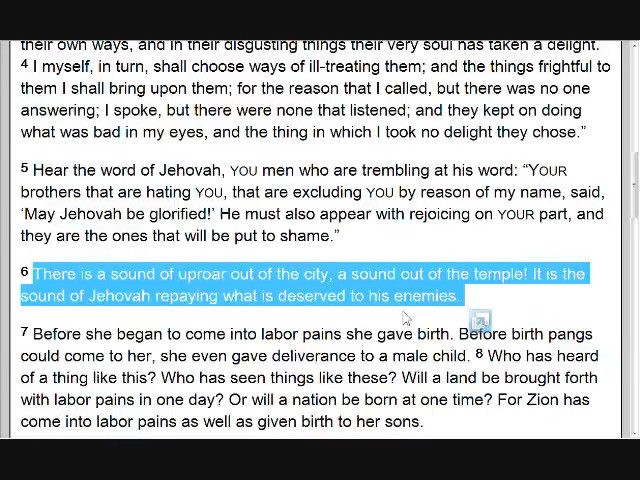 their own ways, and in their disgusting things their very soul has taken a delight.
4 I myself, in turn, shall choose ways of ill-treating them; and the things frightful to
them I shall bring upon them; for the reason that I called, but there was no one
answering; I spoke, but there were none that listened; and they kept on doing
what was bad in my eyes, and the thing in which I took no delight they chose.”
5 Hear the word of Jehovah, YOU men who are trembling at his word: “YOUR
brothers that are hating YOU, that are excluding YOU by reason of my name, said,
‘May Jehovah be glorified!’ He must also appear with rejoicing on YOUR part, and
they are the ones that will be put to shame.”
6 There is a sound of uproar out of the city, a sound out of the temple! It is the
sound of Jehovah repaying what is deserved to his enemies.
7 Before she began to come into labor pains she gave birth. Before birth pangs
could come to her, she even gave deliverance to a male child. 8 Who has heard
of a thing like this? Who has seen things like these? Will a land be brought forth
with labor pains in one day? Or will a nation be born at one time? For Zion has
come into labor pains as well as given birth to her sons.